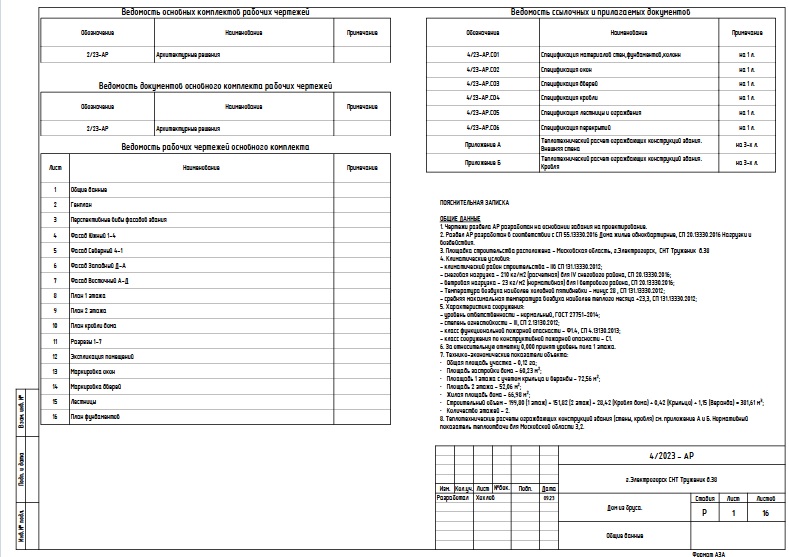 Ведомость основных комплектов рабочих чертежей
Обозначение Наименование Примечание
2/23-АР Архитектурные решения
Ведомость документов основного комплекта рабочих чертежей
Обозначение Наименование Примечание
2/23-АР Архитектурные решения
Ведомость рабочих чертежей основного комплекта
Лист Наименование Примечание
1 Общие данные
2 Генплан
3 Перспективные виды фасадов здания
4 Фасад Южный 1-4
5 Фасад Северный 4-1
6 Фасад Западный Д-А
7 Фасад Восточный А-Д
8 План 1 этажа
9 План 2 этажа
10 План кровли дома
11 Разрезы 1-7
12 Экспликация помещений
13 Маркировка окон
14 Маркировка дверей
15 Лестницы
16 План фундаментов
Ведомость ссылочных и прилагаемых документов
Обозначение Наименование Примечание
4/23-АР.СО1 Спецификация материалов стен,фундаментов,колонн на 1 л.
4/23-АР.СО2 Спецификация окон на 1 л.
4/23-АР.СО3 Спецификация дверей на 1 л.
4/23-АР.СО4 Спецификация кровли на 1 л.
4/23-АР.СО5 Спецификация лестницы и ограждения на 1 л.
4/23-АР.СО6 Спецификация перекрытий на 1 л.
Приложение А Теплотехнический расчет ограждающих конструкций здания. на 3-х л.
Внешняя стена
Приложение Б Теплотехнический расчет ограждающих конструкций здания. на 3-х л.
Кровля
ПОЯСНИТЕЛЬНАЯ ЗАПИСКА
ОБЩИЕ ДАННЫЕ
1. Чертежи раздела АР разработан на основании задания на проектирование.
2. Раздел АР разработан в соответствии с СП 55.13330.2016 Дома жилые одноквартирные, СП 20.13330.2016 Нагрузки и
воздействия.
3. Площадка строительства расположена - Московская область, г.Электрогорск, СНТ Труженик д.30
4. Климатические условия:
- климатический район строительства - IIб СП 131.13330.2012;
- снеговая нагрузка - 210 кг/м2 (расчетная) для IV снегового района, СП 20.13330.2016;
- ветровая нагрузка - 23 кг/м2 (нормативная) для I ветрового района, СП 20.13330.2016;
- Температура воздуха наиболее холодной пятидневки - минус 28 , СП 131.13330.2012;
- средняя максимальная температура воздуха наиболее теплого месяца +23,3, СП 131.13330.2012;
5. Характеристика сооружения:
- уровень ответственности - нормальный, ГОСТ 27751-2014;
- степень огнестойкости - III, СП 2.13130.2012;
- класс функциональной пожарной опасности - Ф1.4, СП 4.13130.2013;
- класс сооружения по конструктивной пожарной опасности - С1.
6. За относительную отметку 0,000 принят уровень пола 1 этажа.
7. Технико-экономические показатели объекта:
- Общая площадь участка - 0,12 га;
- Площадь застройки дома - 60,23 м²;
- Площадь 1 этажа с учетом крыльца и веранды - 72,56 м²;
- Площадь 2 этажа - 52,06 м²;
- Жилая площадь дома - 66,98 м²;
- Строительный объем - 199,80 (1 этаж) + 151,82 (2 этаж) + 28,42 (Кровля дома) + 0,42 (Крыльцо) + 1,15 (Веранда) = 381,61 м³;
- Количество этажей - 2.
8. Теплотехнические расчеты ограждающих конструкций здания (стены, кровля) см. приложение А и Б. Нормативный
показатель теплоотдачи для Московской области 3,2.
Взам. инв. №
Подп. и дата
Инв.№ подл.
4/2023 - АР
г.Электрогорск СНТ Труженик д.30
Изм. Кол.уч. Лист №док. Подп. Дата
Разработал Хохлов 09.23
Дом из бруса.
Стадия Лист Листов
Р 1 16
Общие данные
Формат А3А